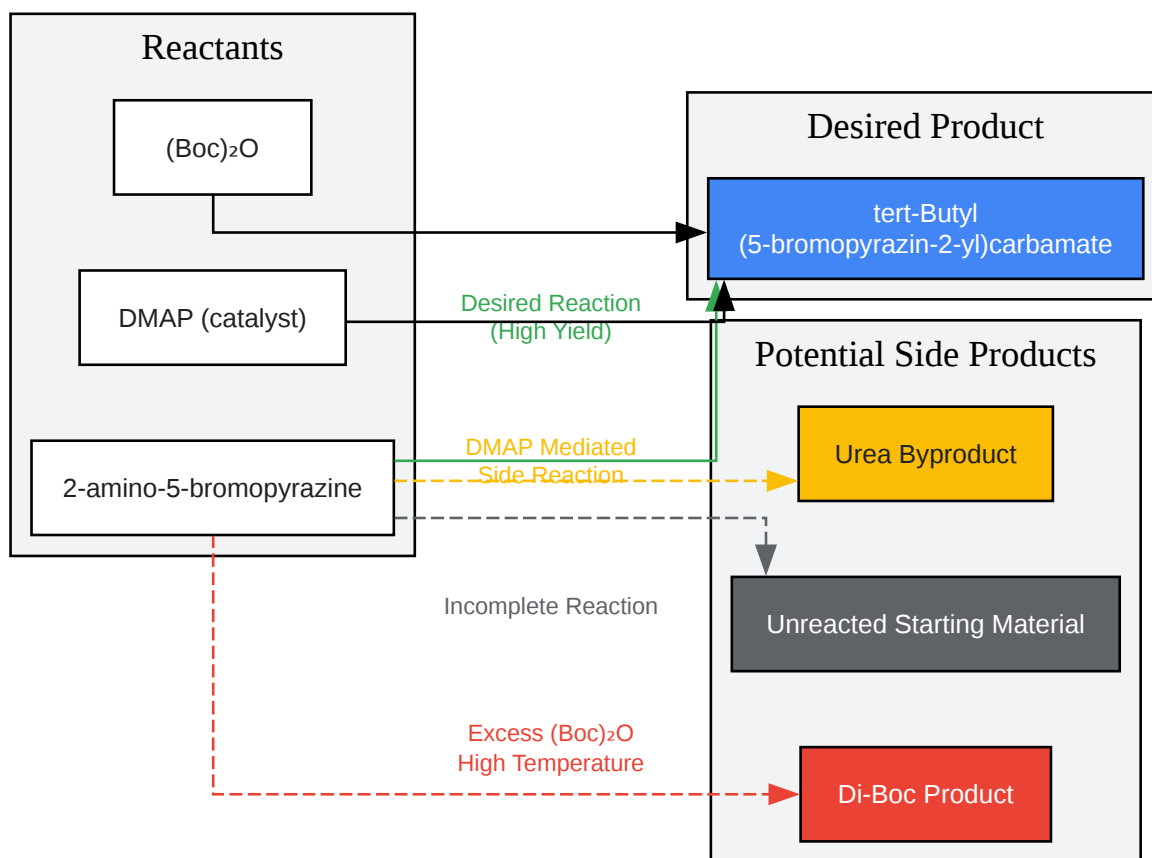 Reactants
(Boc)₂O
DMAP (catalyst)
2-amino-5-bromopyrazine
Desired Reaction
(High Yield)
DMAP Mediated
Side Reaction
Incomplete Reaction
Excess (Boc)₂O
High Temperature
Desired Product
tert-Butyl
(5-bromopyrazin-2-yl)carbamate
Potential Side Products
Urea Byproduct
Unreacted Starting Material
Di-Boc Product